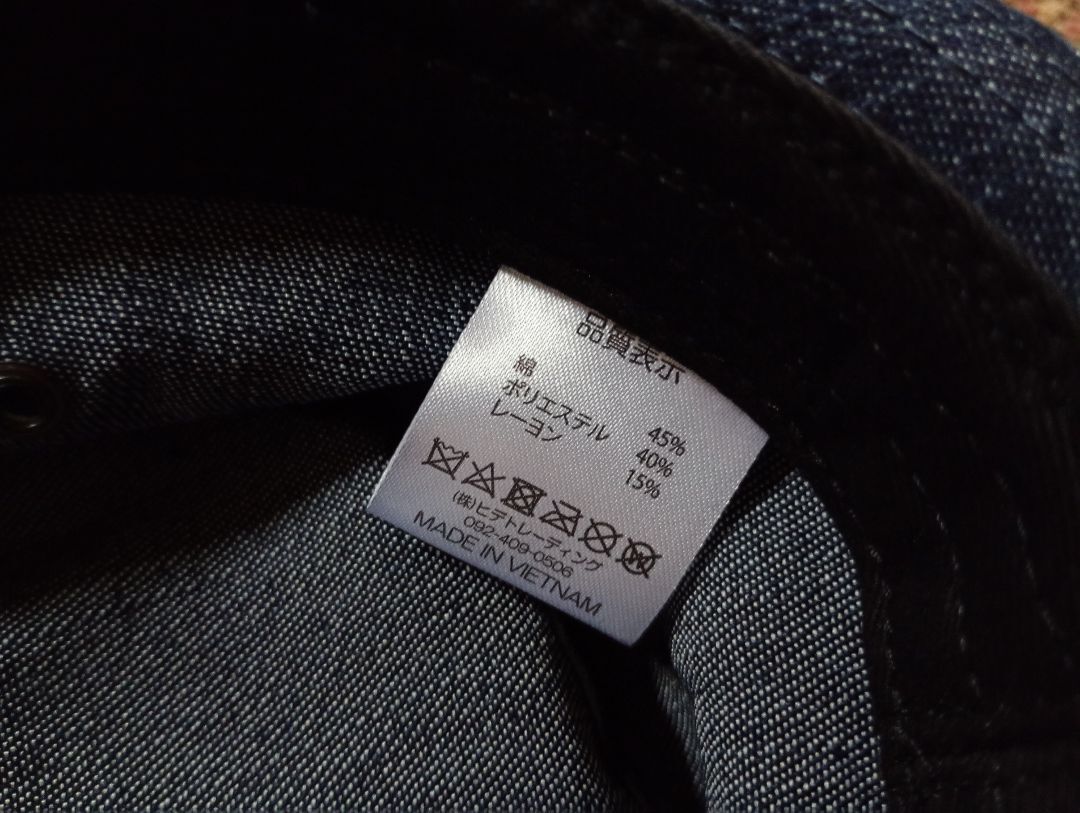 品質表示
綿 45%
ポリエステル 40%
レーヨン 15%
(株)ヒデトレーディング
092-409-0506
MADE IN VIETNAM